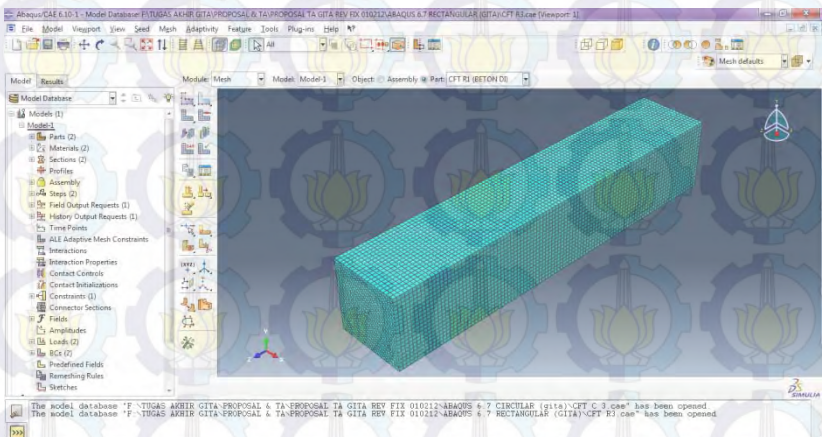 Abaqus/CAE 6.10-1 - Model Database: F:\TUGAS AKHIR GITA\PROPOSAL & TA\PROPOSAL TA GITA REV FIX 010212\ABAQUS 6.7 RECTANGULAR (GITA)\CFT R3.cae [Viewport: 1]
File Model Viewport View Seed Mesh Adaptivity Feature Tools Plug-ins Help
All
Mesh defaults
Model Results
Module: Mesh Model: Model-1 Object: Assembly Part: CFT R1 (BETON DI)
Model Database
Models (1)
Model-1
Parts (2)
Materials (2)
Sections (2)
Profiles
Assembly
Steps (2)
Field Output Requests (1)
History Output Requests (1)
Time Points
ALE Adaptive Mesh Constraints
Interactions
Interaction Properties
Contact Controls
Contact Initializations
Constraints (1)
Connector Sections
Fields
Amplitudes
Loads (2)
BCs (2)
Predefined Fields
Remeshing Rules
Sketches
Y
Z
X
SIMULIA
The model database "F:\TUGAS AKHIR GITA\PROPOSAL & TA\PROPOSAL TA GITA REV FIX 010212\ABAQUS 6.7 CIRCULAR (gita)\CFT C 3.cae" has been opened
The model database "F:\TUGAS AKHIR GITA\PROPOSAL & TA\PROPOSAL TA GITA REV FIX 010212\ABAQUS 6.7 RECTANGULAR (GITA)\CFT R3.cae" has been opened
>>>